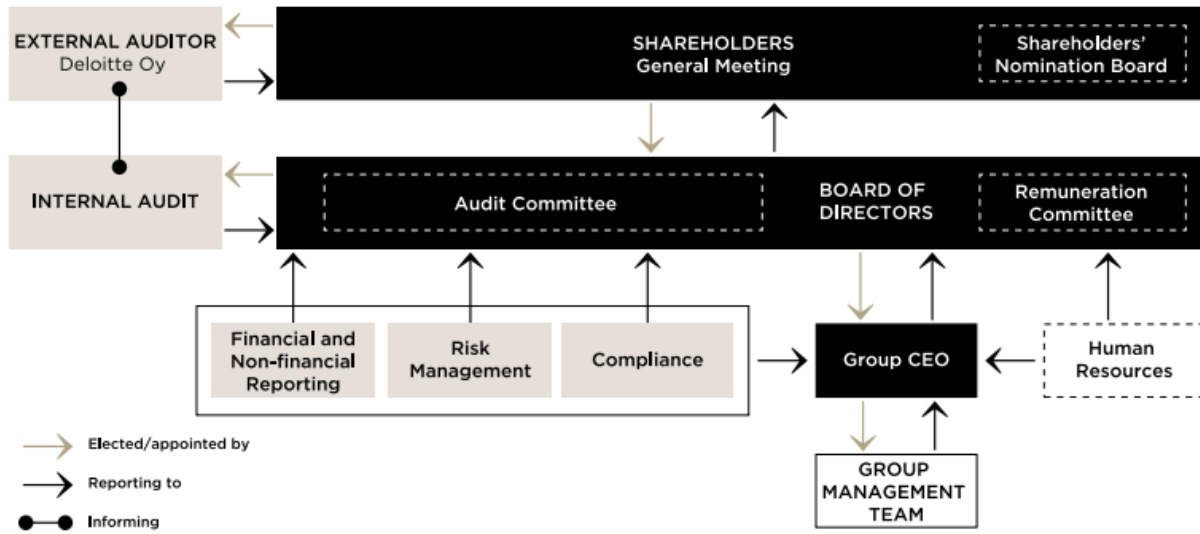 EXTERNAL AUDITOR
Deloitte Oy
SHAREHOLDERS
General Meeting
Shareholders'
Nomination Board
INTERNAL AUDIT
Audit Committee
BOARD OF
DIRECTORS
Remuneration
Committee
Financial and
Non-financial
Reporting
Risk
Management
Compliance
Group CEO
Human
Resources
Elected/appointed by
Reporting to
Informing
GROUP
MANAGEMENT
TEAM